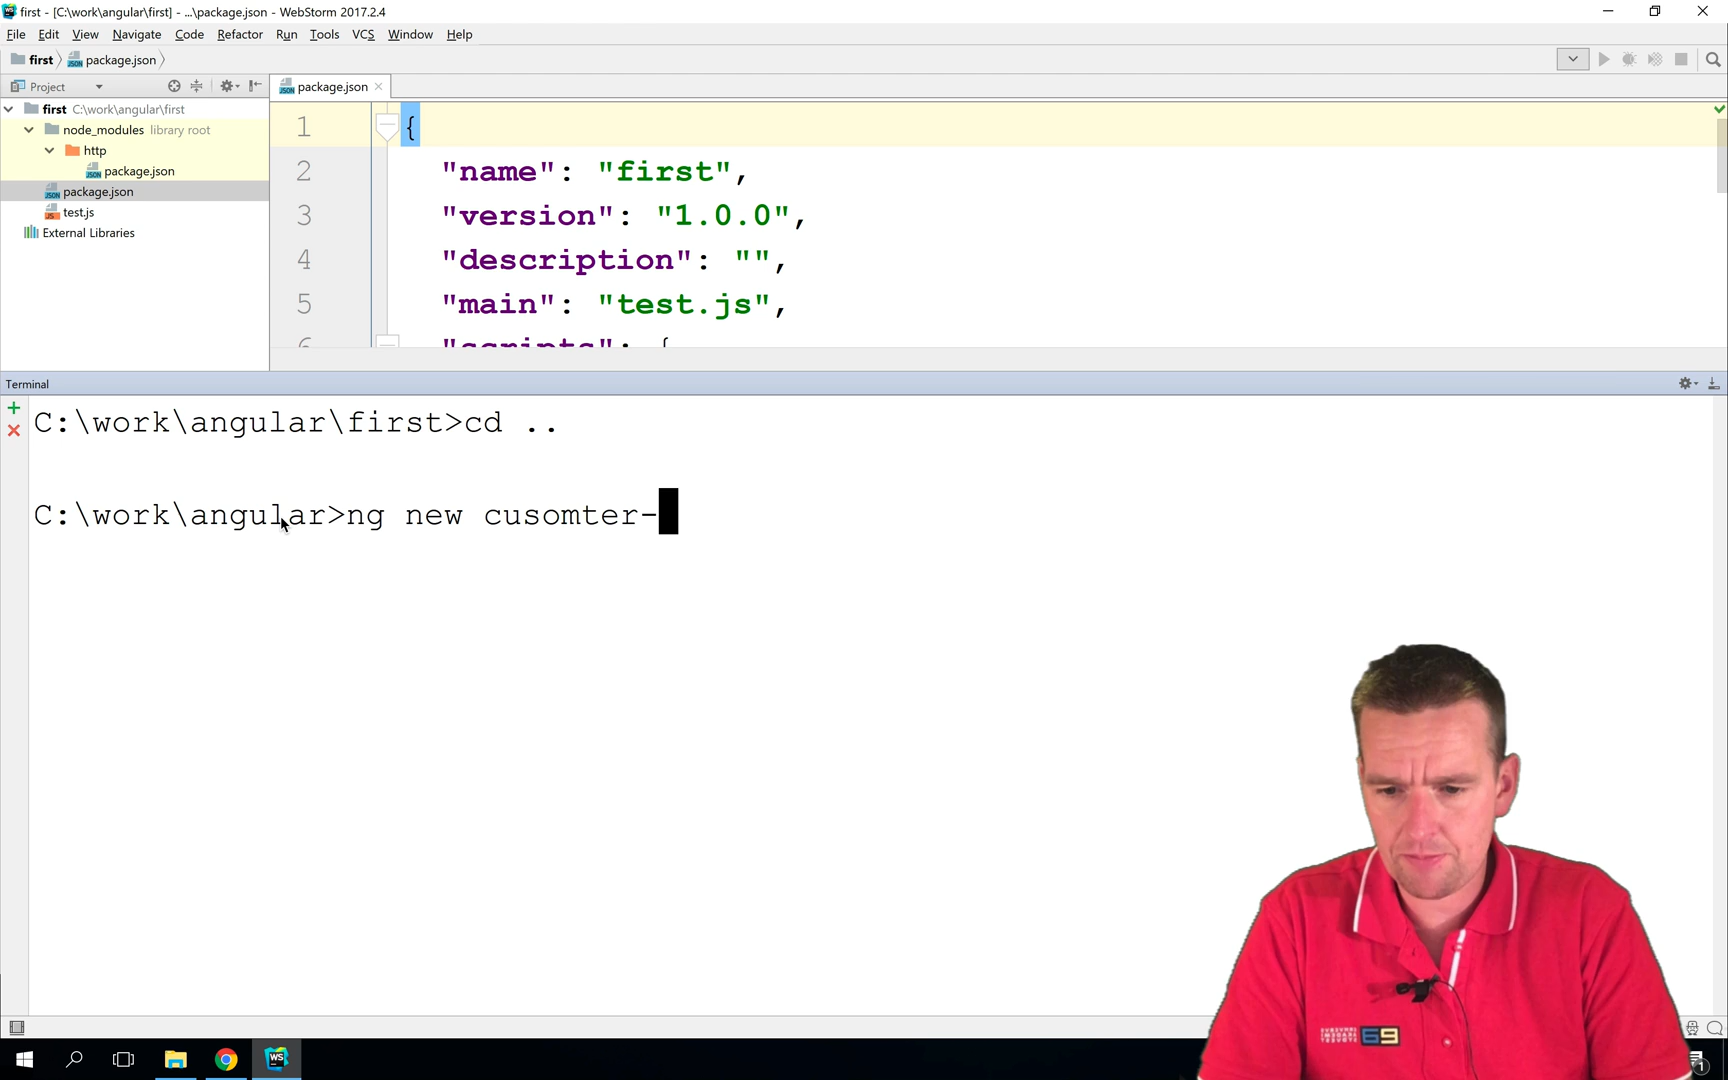 first - [C:\work\angular\first] - ...\package.json - WebStorm 2017.2.4
File Edit View Navigate Code Refactor Run Tools VCS Window Help
first package.json
Project
package.json
first C:\work\angular\first
node_modules library root
http
package.json
package.json
test.js
External Libraries
1 {
2 "name": "first",
3 "version": "1.0.0",
4 "description": "",
5 "main": "test.js",
6 "scripts": {
Terminal
C:\work\angular\first>cd ..
C:\work\angular>ng new cusomter-
69
1